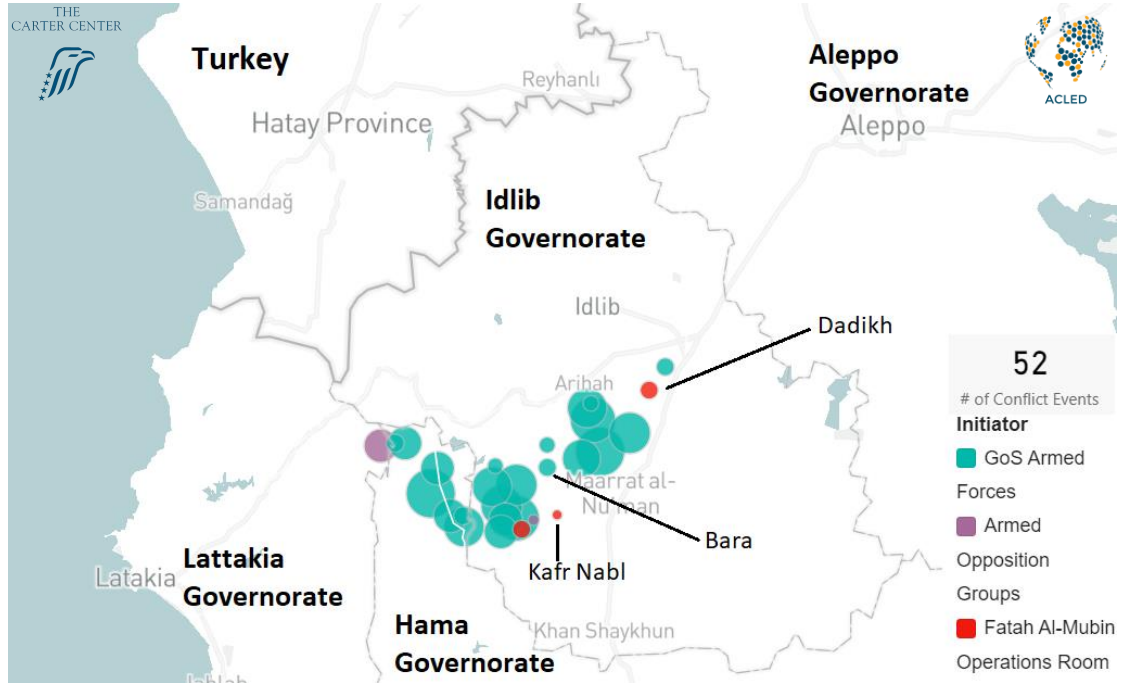 THE
CARTER CENTER
Turkey
Aleppo
Governorate
ACLED
Reyhanlı
Hatay Province
Aleppo
Samandağ
Idlib
Governorate
Idlib
Dadikh
52
# of Conflict Events
Initiator
GoS Armed
Forces
Armed
Opposition
Groups
Fatah Al-Mubin
Operations Room
Arihah
Maarrat al-
Nu'man
Bara
Kafr Nabl
Lattakia
Governorate
Latakia
Hama
Governorate
Khan Shaykhun